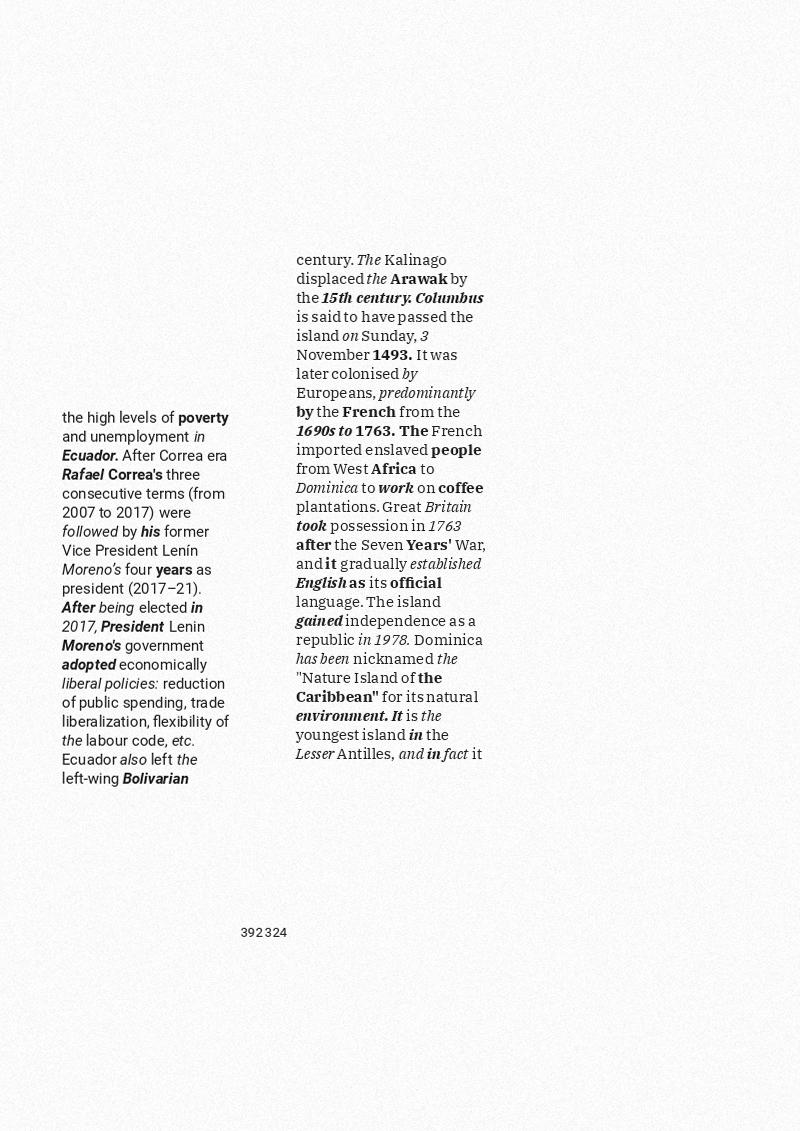 the high levels of poverty
and unemployment in
Ecuador. After Correa era
Rafael Correa's three
consecutive terms (from
2007 to 2017) were
followed by his former
Vice President Lenín
Moreno’s four years as
president (2017–21).
After being elected in
2017, President Lenin
Moreno's government
adopted economically
liberal policies: reduction
of public spending, trade
liberalization, flexibility of
the labour code, etc.
Ecuador also left the
left-wing Bolivarian
century. The Kalinago
displaced the Arawak by
the 15th century. Columbus
is said to have passed the
island on Sunday, 3
November 1493. It was
later colonised by
Europeans, predominantly
by the French from the
1690s to 1763. The French
imported enslaved people
from West Africa to
Dominica to work on coffee
plantations. Great Britain
took possession in 1763
after the Seven Years' War,
and it gradually established
English as its official
language. The island
gained independence as a
republic in 1978. Dominica
has been nicknamed the
"Nature Island of the
Caribbean" for its natural
environment. It is the
youngest island in the
Lesser Antilles, and in fact it
392324